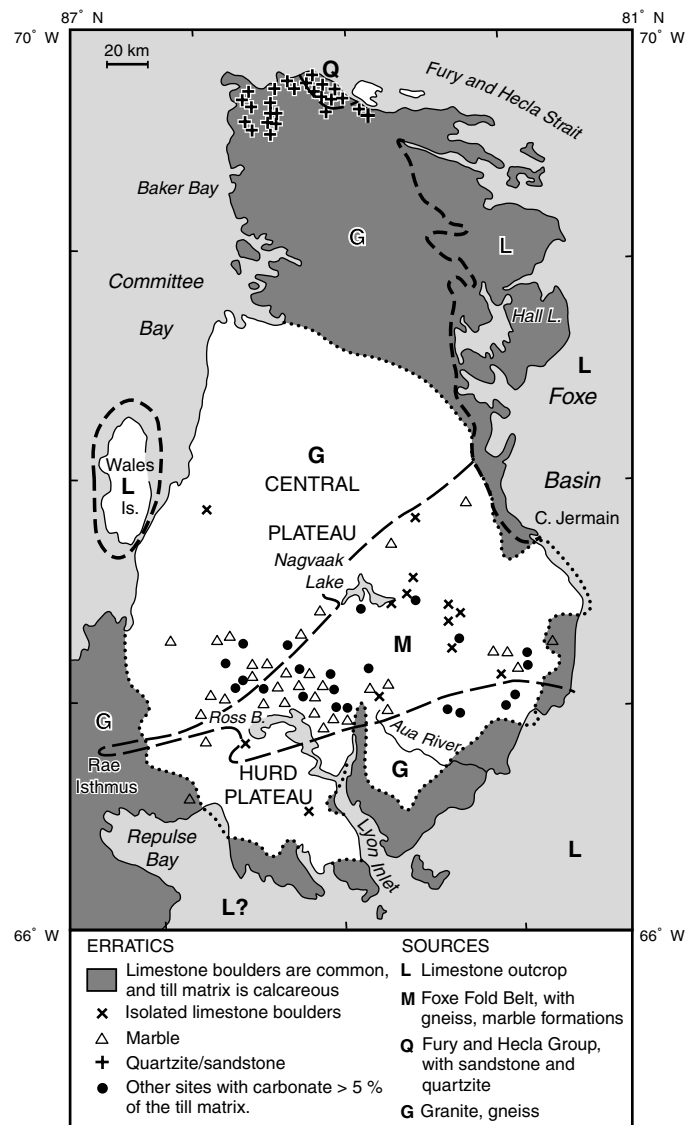 87° N
81° N
70° W
70° W
20 km
Q
Fury and Hecla Strait
Baker Bay
G
L
Committee
Bay
Hall L.
L
Foxe
Basin
Wales
L
Is.
G
CENTRAL
PLATEAU
C. Jermain
Nagvaak
Lake
M
G
Ross B.
Aua River
Rae
Isthmus
HURD
PLATEAU
G
Repulse
Bay
Lyon Inlet
L
L?
66° W
66° W
ERRATICS
Limestone boulders are common,
and till matrix is calcareous
Isolated limestone boulders
Marble
Quartzite/sandstone
Other sites with carbonate > 5 %
of the till matrix.
SOURCES
L Limestone outcrop
M Foxe Fold Belt, with
gneiss, marble formations
Q Fury and Hecla Group,
with sandstone and
quartzite
G Granite, gneiss